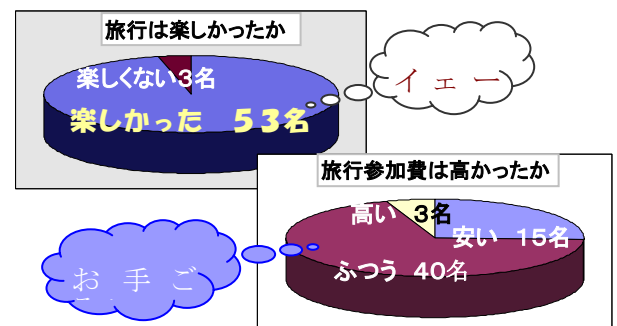 旅行は楽しかったか
楽しくない３名
楽しかった　５３名
イェー
旅行参加費は高かったか
高い　３名
安い　１５名
ふつう　４０名
お手ご